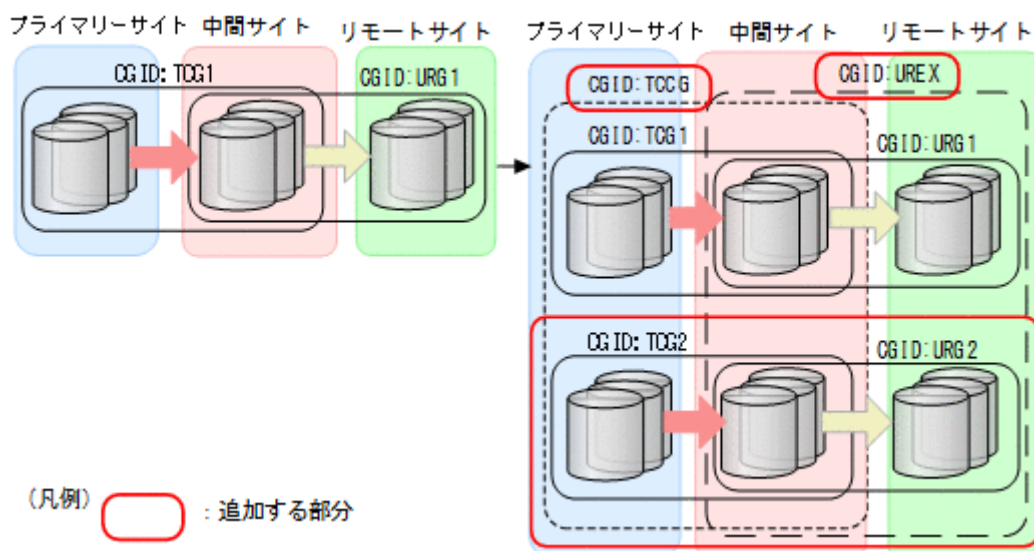 プライマリーサイト 中間サイト リモートサイト
CGID:TCG1 CGID:URG1
プライマリーサイト 中間サイト リモートサイト
CGID:TCCG CGID:UREX
CGID:TCG1 CGID:URG1
CGID:TCG2 CGID:URG2
(凡例) :追加する部分